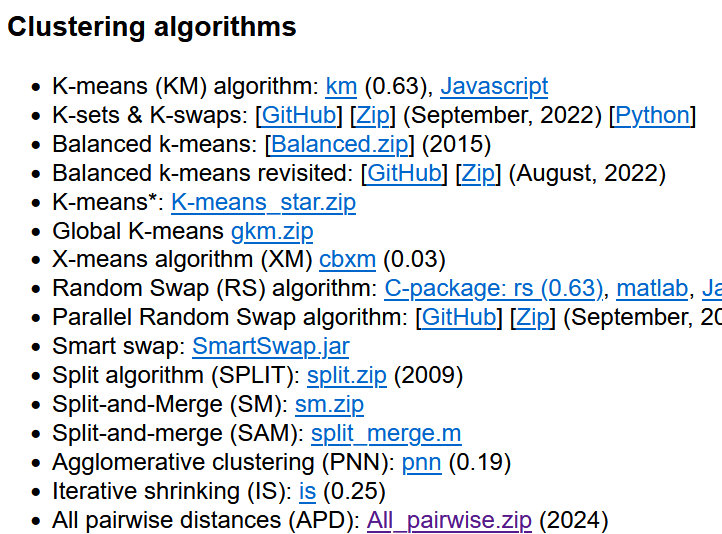 Clustering algorithms
• K-means (KM) algorithm: km (0.63), Javascript
• K-sets & K-swaps: [GitHub] [Zip] (September, 2022) [Python]
• Balanced k-means: [Balanced.zip] (2015)
• Balanced k-means revisited: [GitHub] [Zip] (August, 2022)
• K-means*: K-means_star.zip
• Global K-means gkm.zip
• X-means algorithm (XM) cbxm (0.03)
• Random Swap (RS) algorithm: C-package: rs (0.63), matlab, Ja
• Parallel Random Swap algorithm: [GitHub] [Zip] (September, 20
• Smart swap: SmartSwap.jar
• Split algorithm (SPLIT): split.zip (2009)
• Split-and-Merge (SM): sm.zip
• Split-and-merge (SAM): split_merge.m
• Agglomerative clustering (PNN): pnn (0.19)
• Iterative shrinking (IS): is (0.25)
• All pairwise distances (APD): All_pairwise.zip (2024)